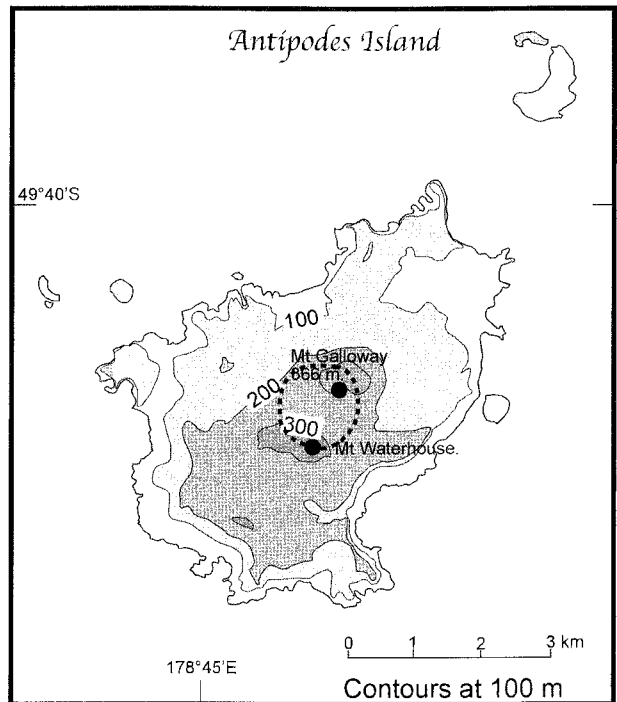 Antipodes Island
49°40'S
100
Mt Galloway
366 m
200
300
Mt Waterhouse.
0 1 2 3 km
178°45'E
Contours at 100 m